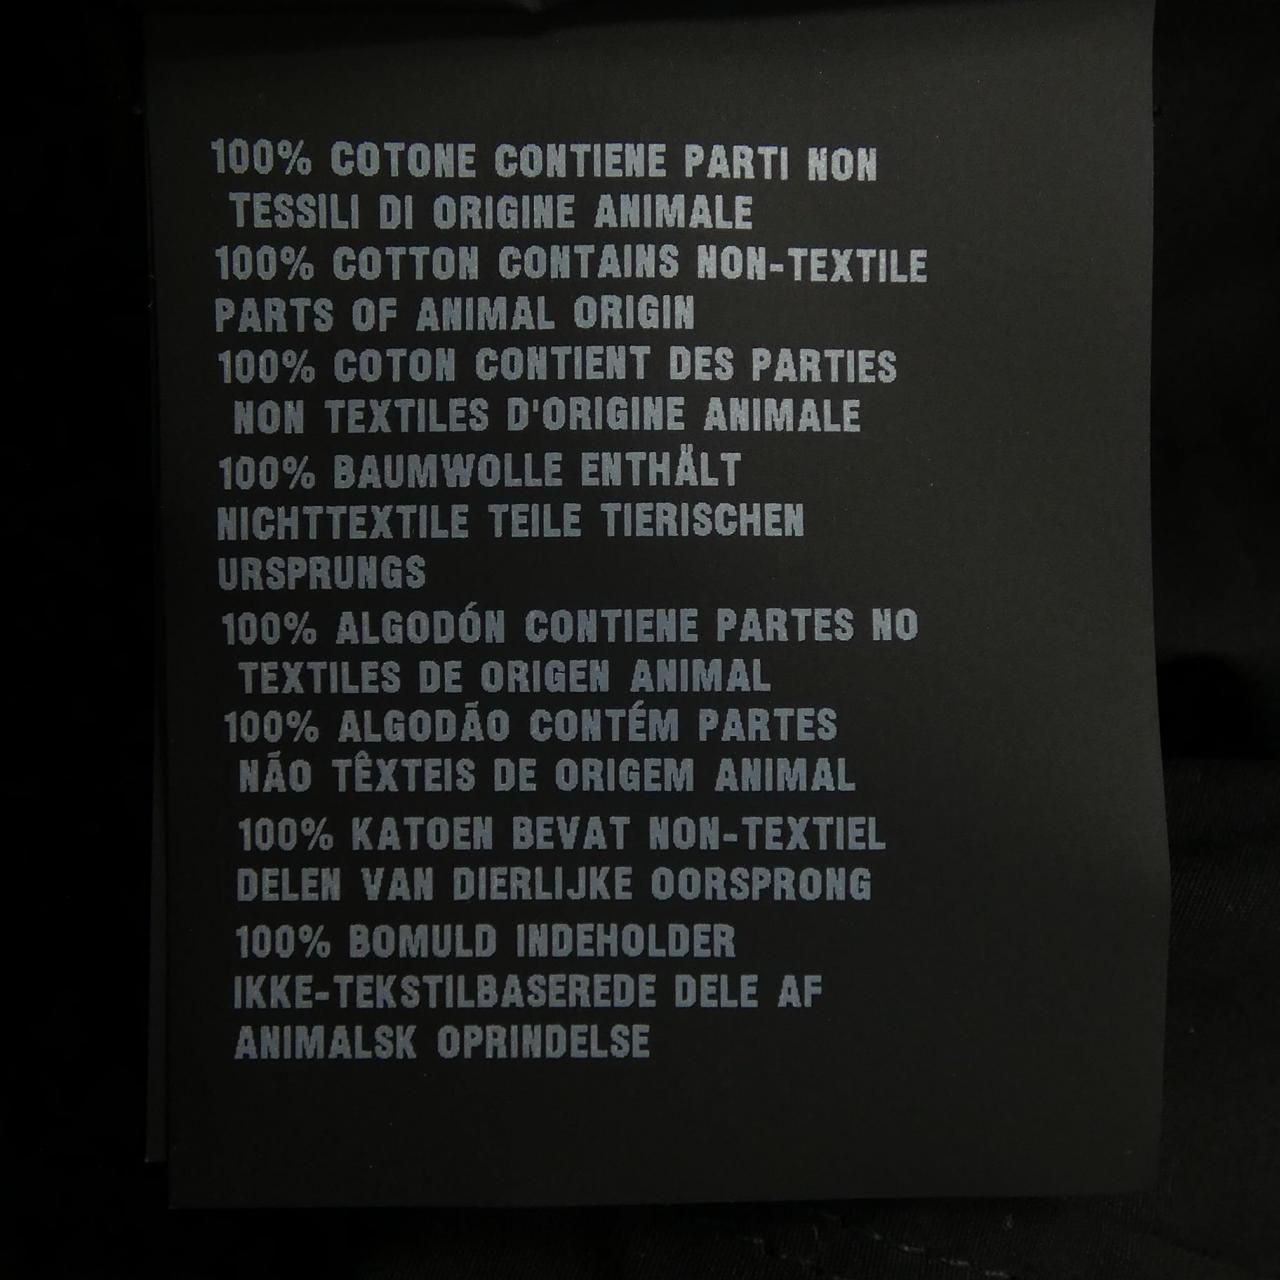 100% COTONE CONTIENE PARTI NON
TESSILI DI ORIGINE ANIMALE
100% COTTON CONTAINS NON-TEXTILE
PARTS OF ANIMAL ORIGIN
100% COTON CONTIENT DES PARTIES
NON TEXTILES D'ORIGINE ANIMALE
100% BAUMWOLLE ENTHÄLT
NICHTTEXTILE TEILE TIERISCHEN
URSPRUNGS
100% ALGODÓN CONTIENE PARTES NO
TEXTILES DE ORIGEN ANIMAL
100% ALGODÃO CONTÉM PARTES
NÃO TÊXTEIS DE ORIGEM ANIMAL
100% KATOEN BEVAT NON-TEXTIEL
DELEN VAN DIERLIJKE OORSPRONG
100% BOMULD INDEHOLDER
IKKE-TEKSTILBASEREDE DELE AF
ANIMALSK OPRINDELSE